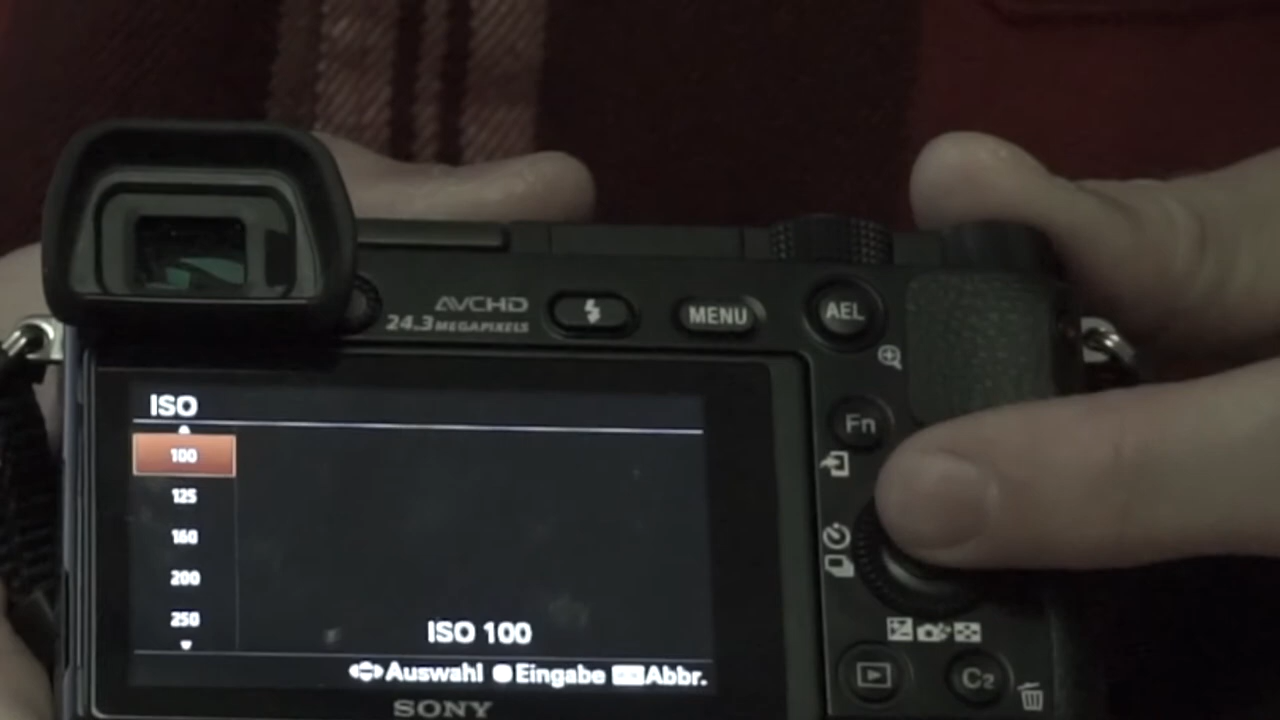 AVCHD
24.3 MEGAPIXELS
MENU
AEL
Fn
ISO
100
125
160
200
250
ISO 100
Auswahl Eingabe Abbr.
C2
SONY